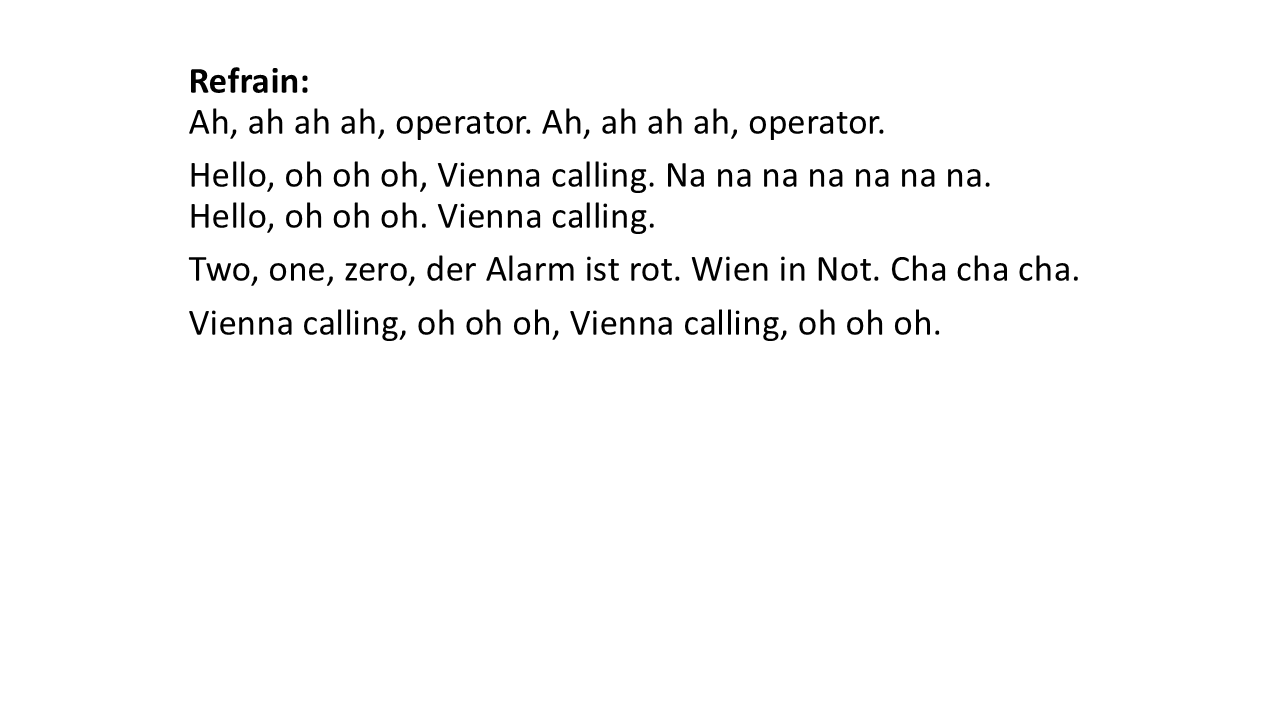 Refrain:
Ah, ah ah ah, operator. Ah, ah ah ah, operator.
Hello, oh oh oh, Vienna calling. Na na na na na na na.
Hello, oh oh oh. Vienna calling.
Two, one, zero, der Alarm ist rot. Wien in Not. Cha cha cha.
Vienna calling, oh oh oh, Vienna calling, oh oh oh.